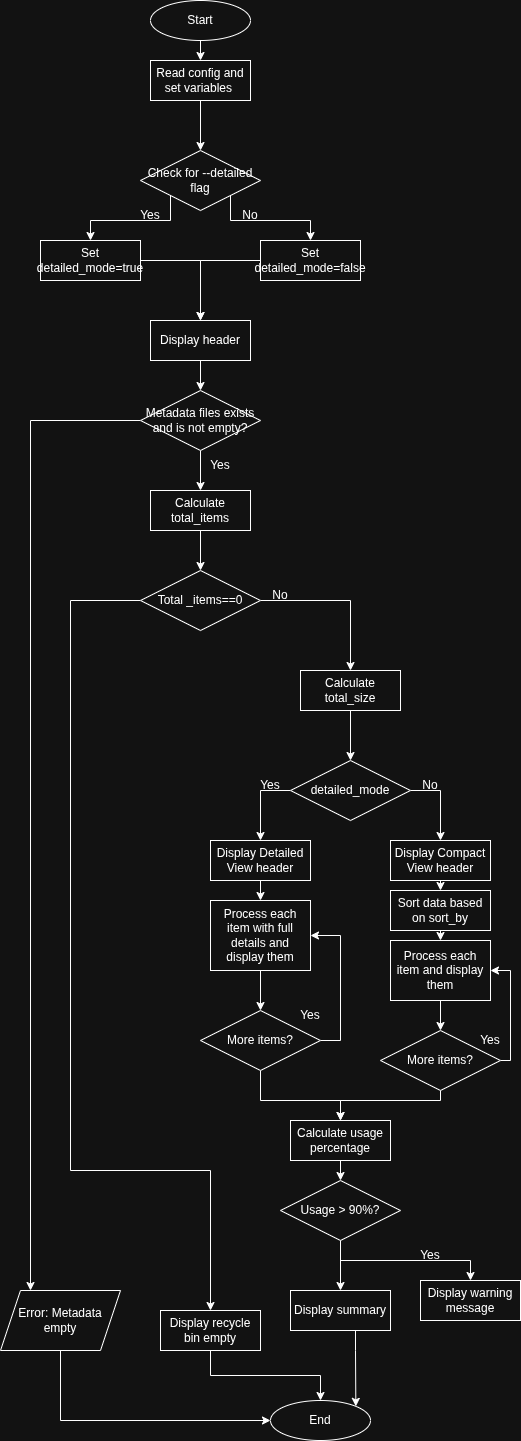 Start
Read config and
set variables
Check for --detailed
flag
Yes
No
Set
detailed_mode=true
Set
detailed_mode=false
Display header
Metadata files exists
and is not empty?
Yes
Calculate
total_items
Total _items==0
No
Calculate
total_size
detailed_mode
Yes
No
Display Detailed
View header
Display Compact
View header
Process each
item with full
details and
display them
Sort data based
on sort_by
Process each
item and display
them
Yes
More items?
Yes
More items?
Calculate usage
percentage
Usage > 90%?
Yes
Error: Metadata
empty
Display recycle
bin empty
Display summary
Display warning
message
End